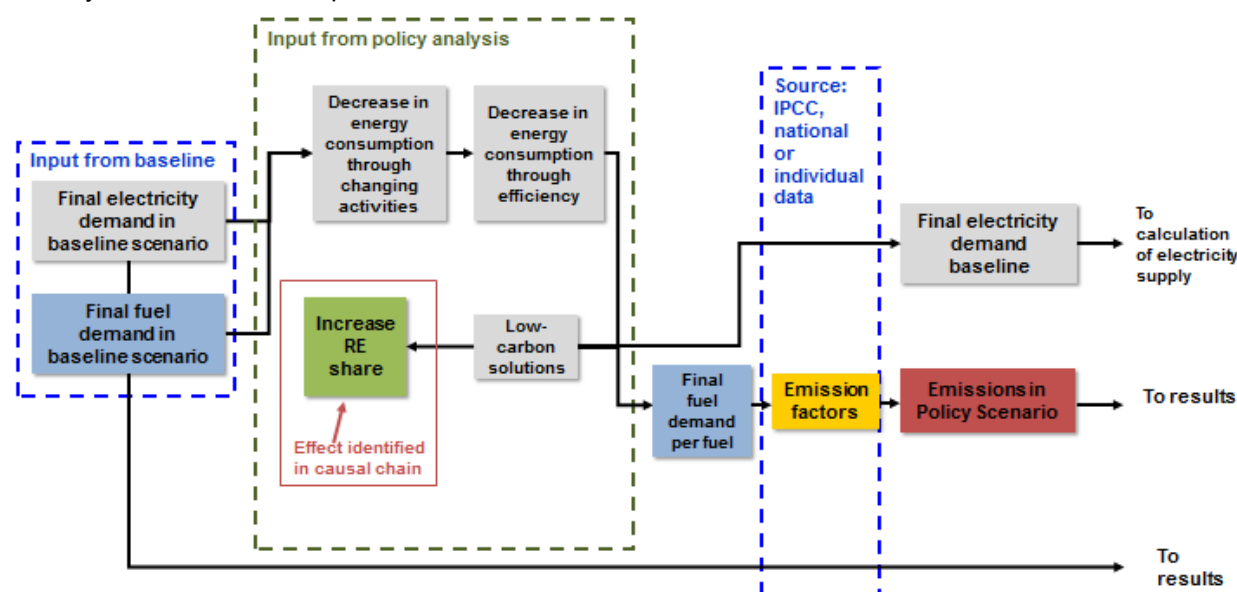 Input from policy analysis
Decrease in
energy
consumption
through
changing
activities
Decrease in
energy
consumption
through
efficiency
Source:
IPCC,
national
or
individual
data
Input from baseline
Final electricity
demand in
baseline scenario
Final electricity
demand
baseline
To
calculation
of electricity
supply
Final fuel
demand in
baseline scenario
Increase
RE
share
Low-
carbon
solutions
Effect identified
in causal chain
Final
fuel
demand
per fuel
Emission
factors
Emissions in
Policy Scenario
To results
To
results